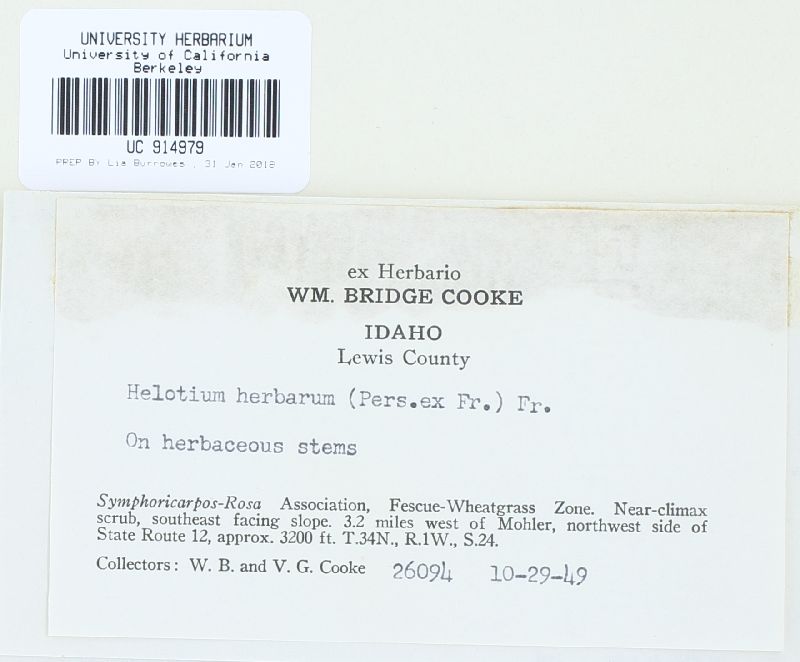 UNIVERSITY HERBARIUM
University of California
Berkeley
UC 914979
PREP By Lia Burrowes , 31 Jan 2018
ex Herbario
WM. BRIDGE COOKE
IDAHO
Lewis County
Helotium herbarum (Pers.ex Fr.) Fr.
On herbaceous stems
Symphoricarpos-Rosa Association, Fescue-Wheatgrass Zone. Near-climax
scrub, southeast facing slope. 3.2 miles west of Mohler, northwest side of
State Route 12, approx. 3200 ft. T.34N., R.1W., S.24.
Collectors: W. B. and V. G. Cooke 26094 10-29-49